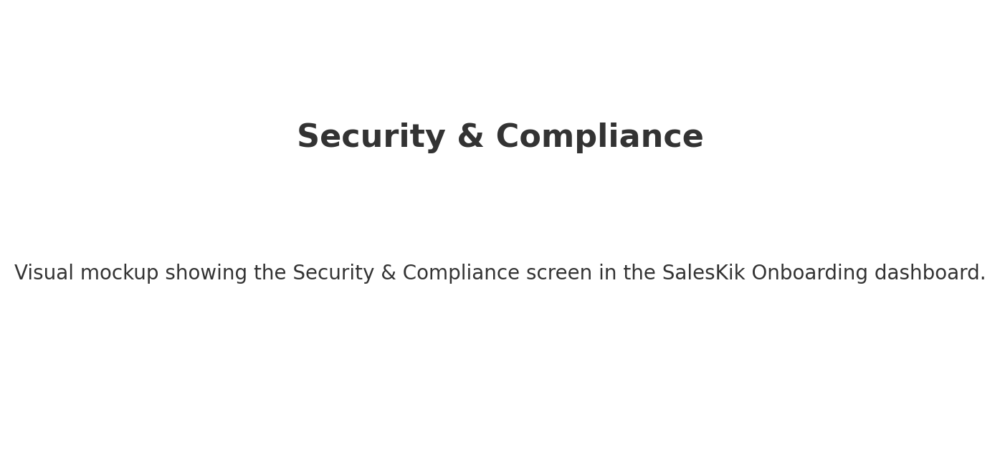 Security & Compliance
Visual mockup showing the Security & Compliance screen in the SalesKik Onboarding dashboard.